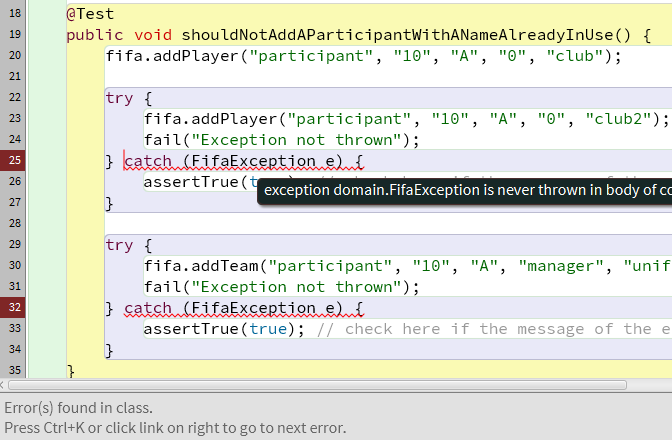 18 @Test
19 public void shouldNotAddAParticipantWithANameAlreadyInUse() {
20 fifa.addPlayer("participant", "10", "A", "0", "club");
21
22 try {
23 fifa.addPlayer("participant", "10", "A", "0", "club2");
24 fail("Exception not thrown");
25 } catch (FifaException e) {
26 assertTrue(t
exception domain.FifaException is never thrown in body of co
27 }
28
29 try {
30 fifa.addTeam("participant", "10", "A", "manager", "unif
31 fail("Exception not thrown");
32 } catch (FifaException e) {
33 assertTrue(true); // check here if the message of the e
34 }
35 }
Error(s) found in class.
Press Ctrl+K or click link on right to go to next error.